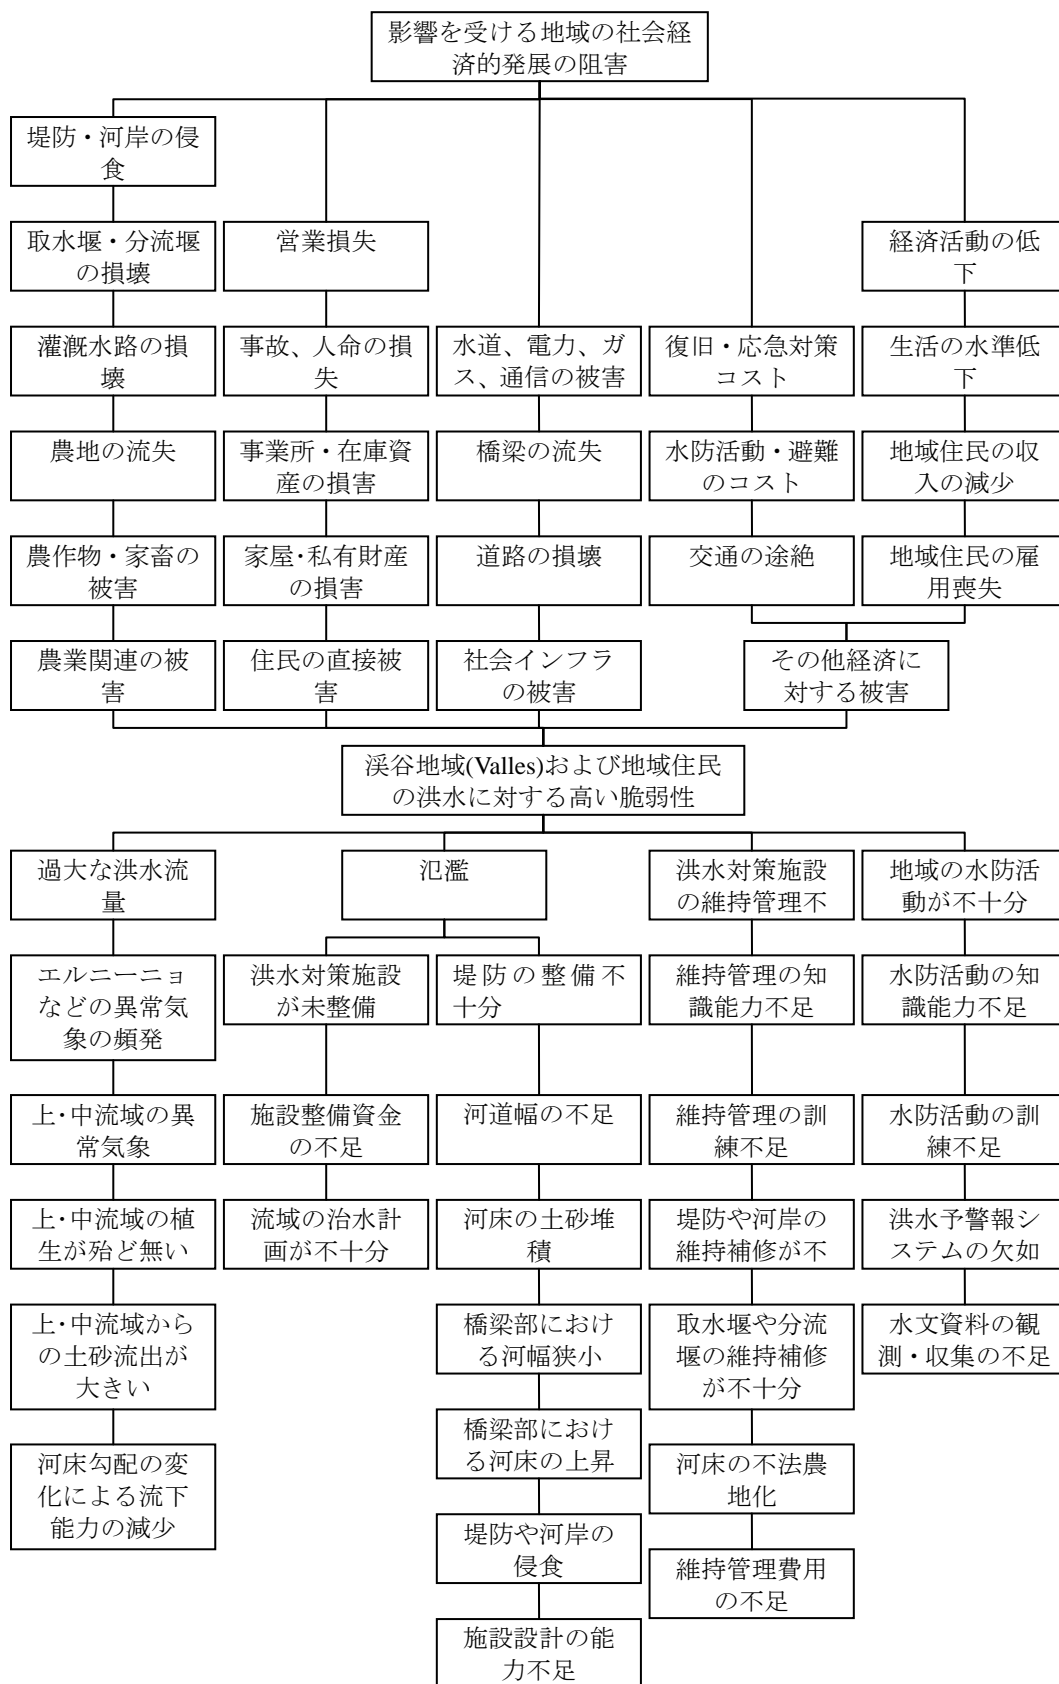 影響を受ける地域の社会経
済的発展の阻害
堤防・河岸の侵
食
取水堰・分流堰
の損壊
営業損失
経済活動の低
下
灌漑水路の損
壊
事故、人命の損
失
水道、電力、ガ
ス、通信の被害
復旧・応急対策
コスト
生活の水準低
下
農地の流失
事業所・在庫資
産の損害
橋梁の流失
水防活動・避難
のコスト
地域住民の収
入の減少
農作物・家畜の
被害
家屋・私有財産
の損害
道路の損壊
交通の途絶
地域住民の雇
用喪失
農業関連の被
害
住民の直接被
害
社会インフラ
の被害
その他経済に
対する被害
渓谷地域(Valles)および地域住民
の洪水に対する高い脆弱性
過大な洪水流
量
氾濫
洪水対策施設
の維持管理不
地域の水防活
動が不十分
エルニーニョ
などの異常気
象の頻発
洪水対策施設
が未整備
堤防の整備不
十分
維持管理の知
識能力不足
水防活動の知
識能力不足
上・中流域の異
常気象
施設整備資金
の不足
河道幅の不足
維持管理の訓
練不足
水防活動の訓
練不足
上・中流域の植
生が殆ど無い
流域の治水計
画が不十分
河床の土砂堆
積
堤防や河岸の
維持補修が不
洪水予警報シ
ステムの欠如
上・中流域から
の土砂流出が
大きい
橋梁部におけ
る河幅狭小
取水堰や分流
堰の維持補修
が不十分
水文資料の観
測・収集の不足
河床勾配の変
化による流下
能力の減少
橋梁部におけ
る河床の上昇
河床の不法農
地化
堤防や河岸の
侵食
維持管理費用
の不足
施設設計の能
力不足